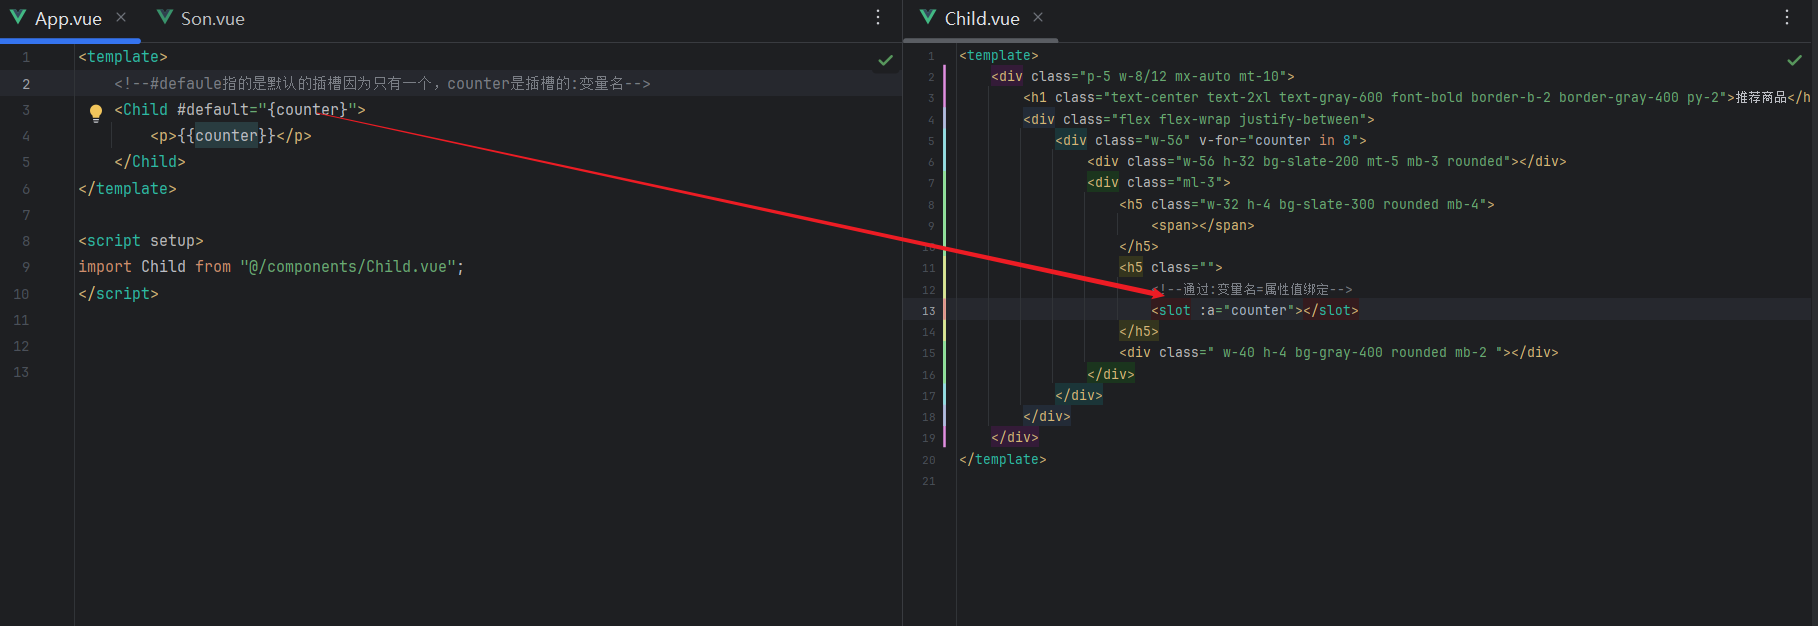 App.vue
Son.vue
1 <template>
2 <!--#defaule指的是默认的插槽因为只有一个，counter是插槽的:变量名-->
3 <Child #default="{counter}">
4 <p>{{counter}}</p>
5 </Child>
6 </template>
7
8 <script setup>
9 import Child from "@/components/Child.vue";
10 </script>
11
12
13
Child.vue
1 <template>
2 <div class="p-5 w-8/12 mx-auto mt-10">
3 <h1 class="text-center text-2xl text-gray-600 font-bold border-b-2 border-gray-400 py-2">推荐商品</h
4 <div class="flex flex-wrap justify-between">
5 <div class="w-56" v-for="counter in 8">
6 <div class="w-56 h-32 bg-slate-200 mt-5 mb-3 rounded"></div>
7 <div class="ml-3">
8 <h5 class="w-32 h-4 bg-slate-300 rounded mb-4">
9 <span></span>
10 </h5>
11 <h5 class="">
12 <!--通过:变量名=属性值绑定-->
13 <slot :a="counter"></slot>
14 </h5>
15 <div class=" w-40 h-4 bg-gray-400 rounded mb-2 "></div>
16 </div>
17 </div>
18 </div>
19 </div>
20 </template>
21